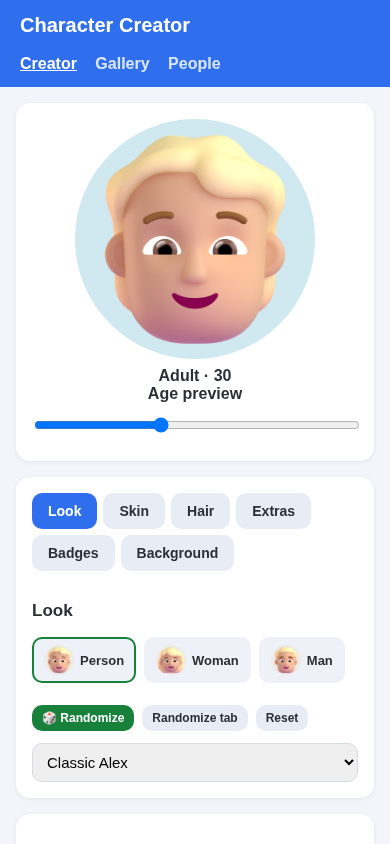 Character Creator
Creator Gallery People
Adult · 30
Age preview
Look Skin Hair Extras
Badges Background
Look
Person Woman Man
🎲 Randomize Randomize tab Reset
Classic Alex